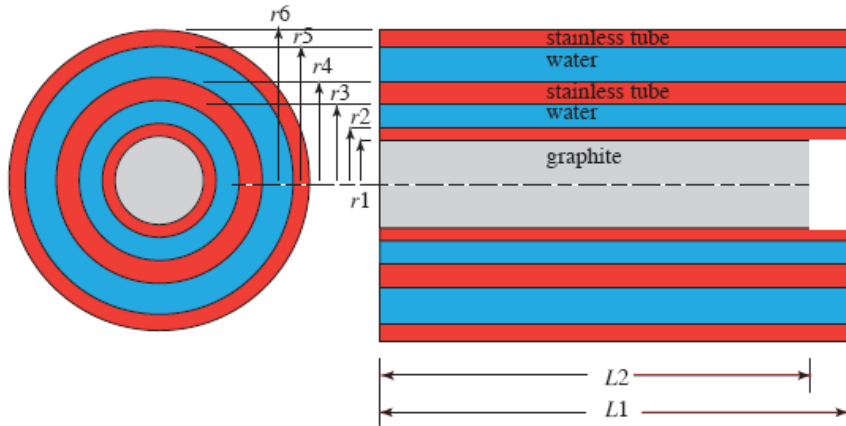 r6
r5
r4
r3
r2
r1
stainless tube
water
stainless tube
water
graphite
L2
L1